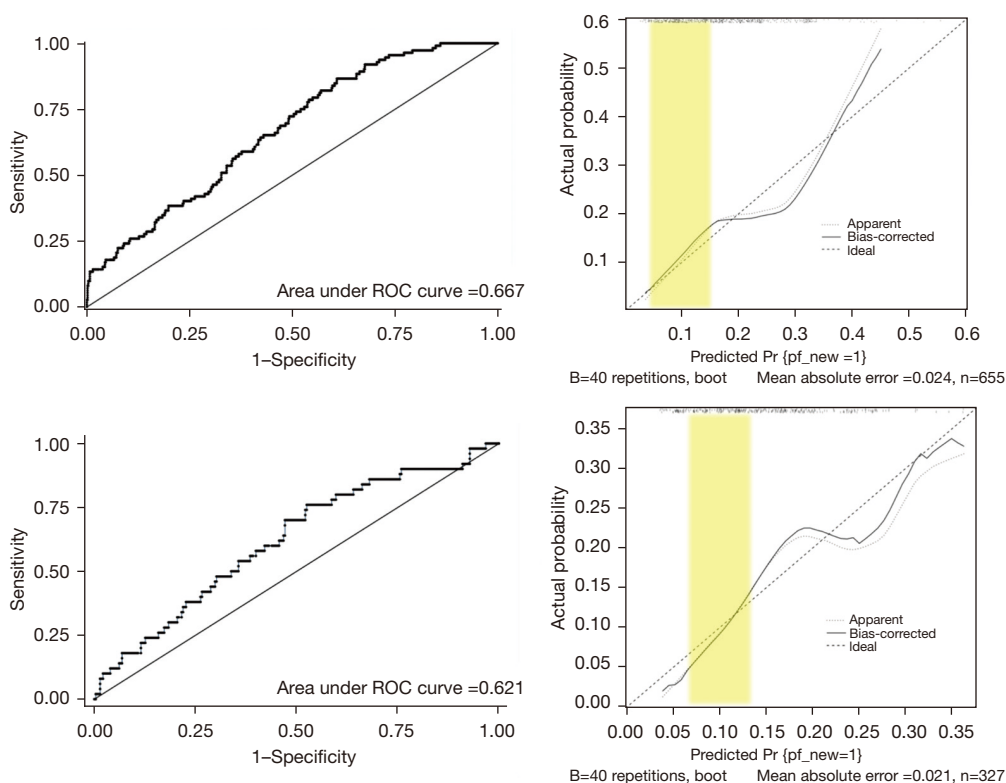 1.00
0.75
0.50
0.25
0.00
Sensitivity
Area under ROC curve =0.667
0.00 0.25 0.50 0.75 1.00
1–Specificity
0.6
0.5
0.4
0.3
0.2
0.1
Actual probability
Apparent
Bias-corrected
Ideal
0.1 0.2 0.3 0.4 0.5 0.6
Predicted Pr {pf_new =1}
B=40 repetitions, boot Mean absolute error =0.024, n=655
1.00
0.75
0.50
0.25
0.00
Sensitivity
Area under ROC curve =0.621
0.00 0.25 0.50 0.75 1.00
1–Specificity
0.35
0.30
0.25
0.20
0.15
0.10
0.05
0.00
Actual probability
Apparent
Bias-corrected
Ideal
0.00 0.05 0.10 0.15 0.20 0.25 0.30 0.35
Predicted Pr {pf_new=1}
B=40 repetitions, boot Mean absolute error =0.021, n=327